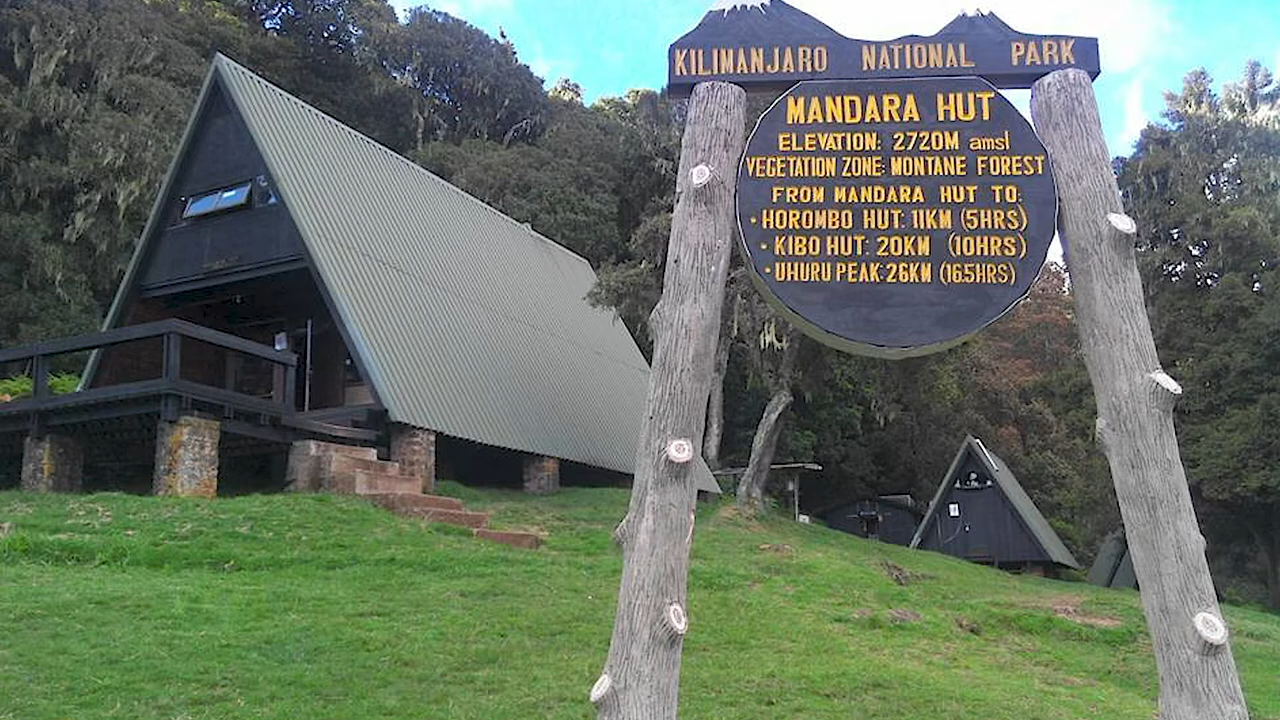 KILIMANJARO NATIONAL PARK
MANDARA HUT
ELEVATION: 2720M amsl
VEGETATION ZONE: MONTANE FOREST
FROM MANDARA HUT TO:
• HOROMBO HUT: 11KM (5HRS)
• KIBO HUT: 20KM (10HRS)
• UHURU PEAK: 26KM (16.5HRS)